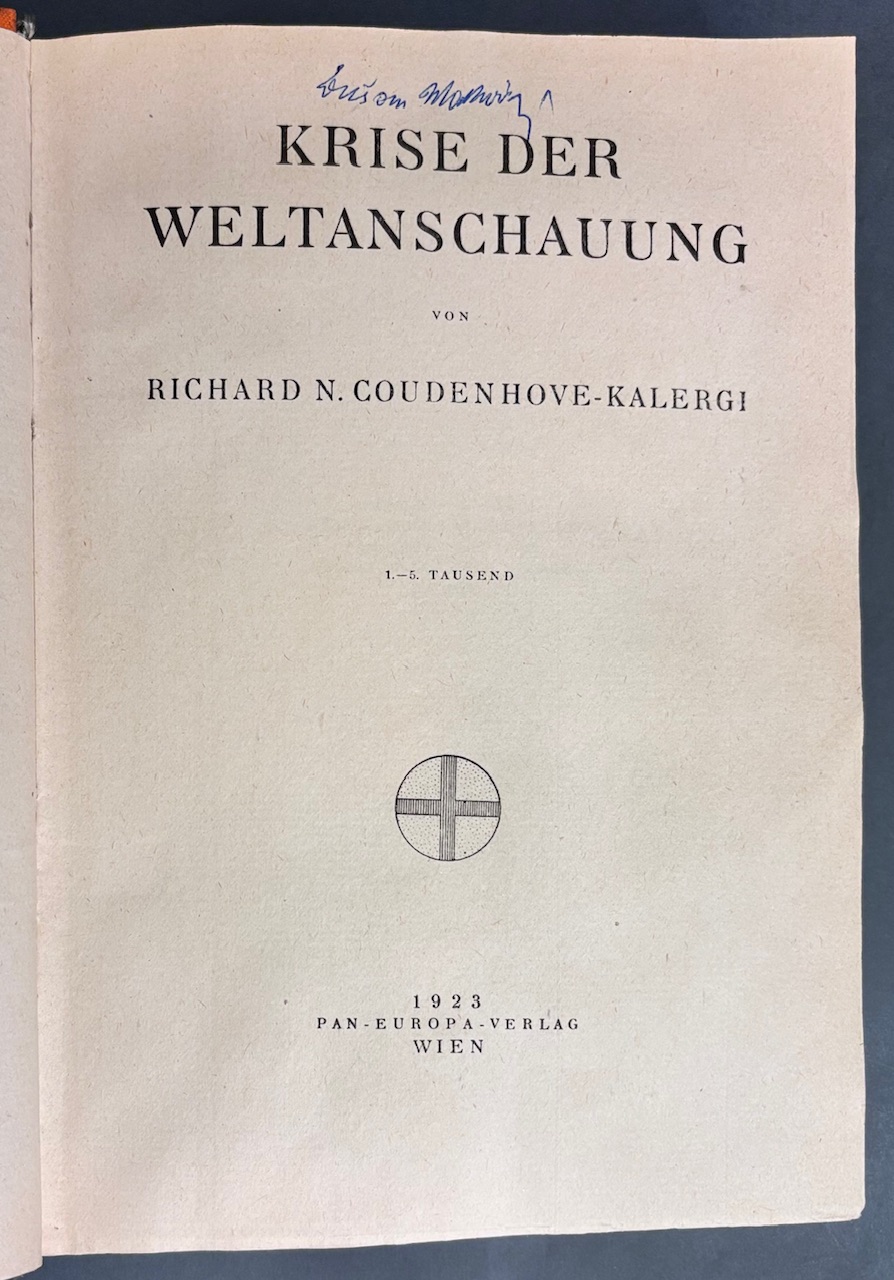 KRISE DER
WELTANSCHAUUNG
VON
RICHARD N. COUDENHOVE-KALERGI
1.—5. TAUSEND
1923
PAN-EUROPA-VERLAG
WIEN